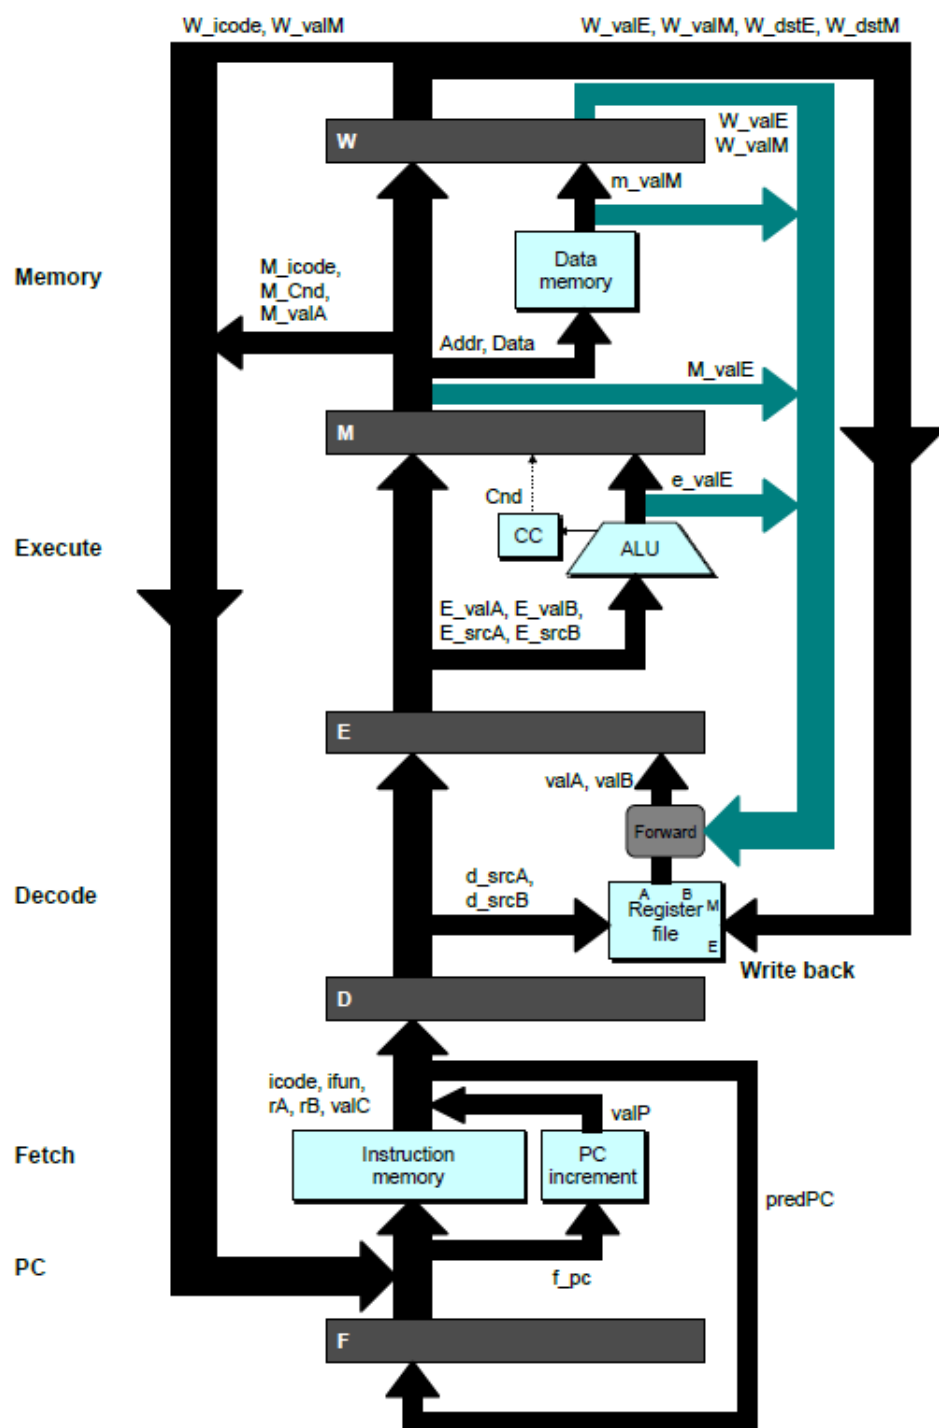 W_icode, W_valM
W_valE, W_valM, W_dstE, W_dstM
W
W_valE
W_valM
m_valM
Data
memory
Memory
M_icode,
M_Cnd,
M_valA
Addr, Data
M_valE
M
e_valE
Cnd
CC
ALU
Execute
E_valA, E_valB,
E_srcA, E_srcB
E
valA, valB
Forward
Decode
d_srcA,
d_srcB
A B
M
Register
file
E
Write back
D
icode, ifun,
rA, rB, valC
valP
Fetch
Instruction
memory
PC
increment
predPC
PC
f_pc
F